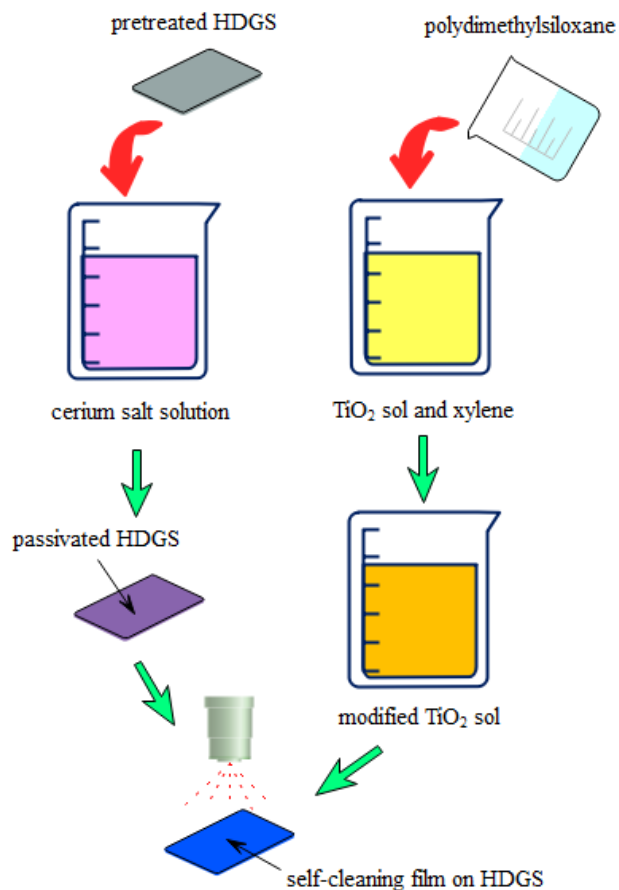 pretreated HDGS
polydimethylsiloxane
cerium salt solution
TiO₂ sol and xylene
passivated HDGS
modified TiO₂ sol
self-cleaning film on HDGS